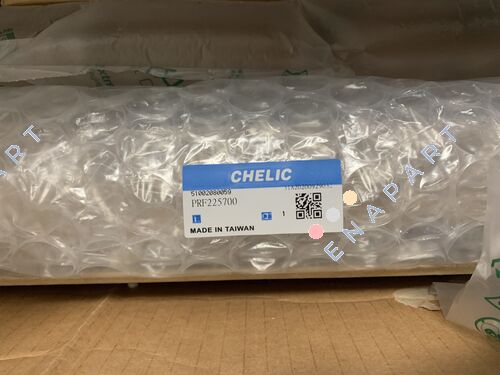 CHELIC
51002080059
PRF225700
1
MADE IN TAIWAN
ENAPART
ENAPART